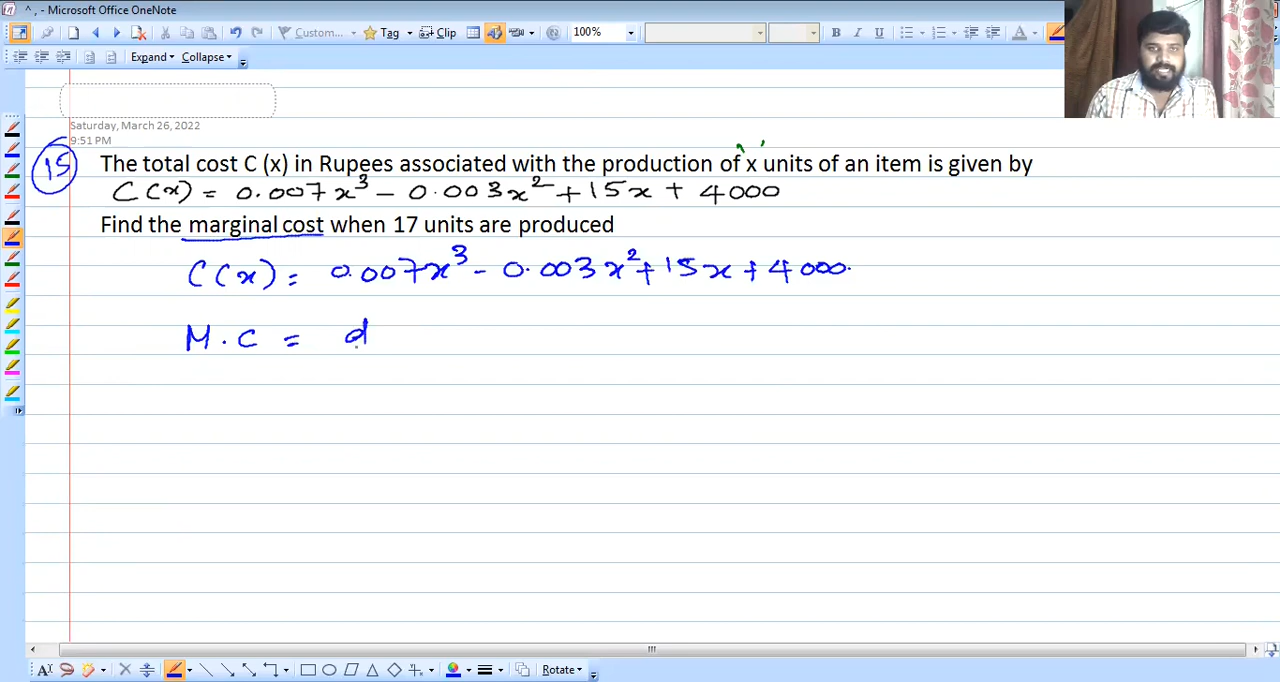 ^ , - Microsoft Office OneNote
Custom... Tag Clip 100% B I U A
Expand Collapse
Saturday, March 26, 2022
9:51 PM
15 The total cost C (x) in Rupees associated with the production of 'x' units of an item is given by
C(x) = 0.007x³ - 0.003x² + 15x + 4000
Find the marginal cost when 17 units are produced
C(x) = 0.007x³ - 0.003x² + 15x + 4000.
M.C = d
Rotate